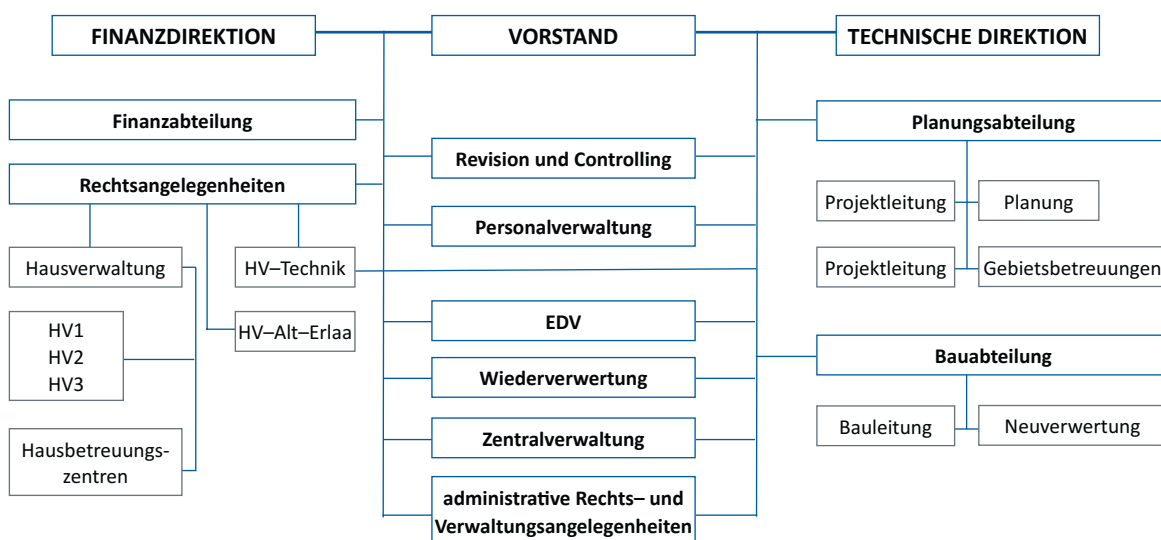 FINANZDIREKTION
VORSTAND
TECHNISCHE DIREKTION
Finanzabteilung
Rechtsangelegenheiten
Hausverwaltung
HV–Technik
HV1
HV2
HV3
HV–Alt–Erlaa
Hausbetreuungs-
zentren
Revision und Controlling
Personalverwaltung
EDV
Wiederverwertung
Zentralverwaltung
administrative Rechts– und
Verwaltungsangelegenheiten
Planungsabteilung
Projektleitung
Planung
Projektleitung
Gebietsbetreuungen
Bauabteilung
Bauleitung
Neuverwertung